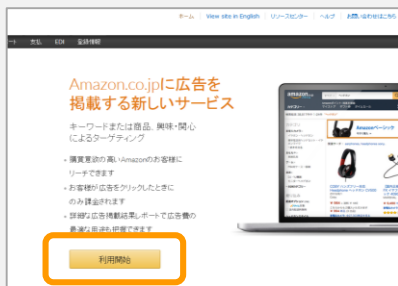 ホーム | View site in English | リソースセンター | ヘルプ | お問い合わせはこちら
支払 EDI 登録情報
Amazon.co.jpに広告を
掲載する新しいサービス
キーワードまたは商品、興味・関心
によるターゲティング
• 購買意欲の高いAmazonのお客様に
リーチできます
• お客様が広告をクリックしたときに
のみ課金されます
• 詳細な広告掲載結果レポートで広告費の
最適な用途も把握できます
利用開始
amazon
Amazonベーシック